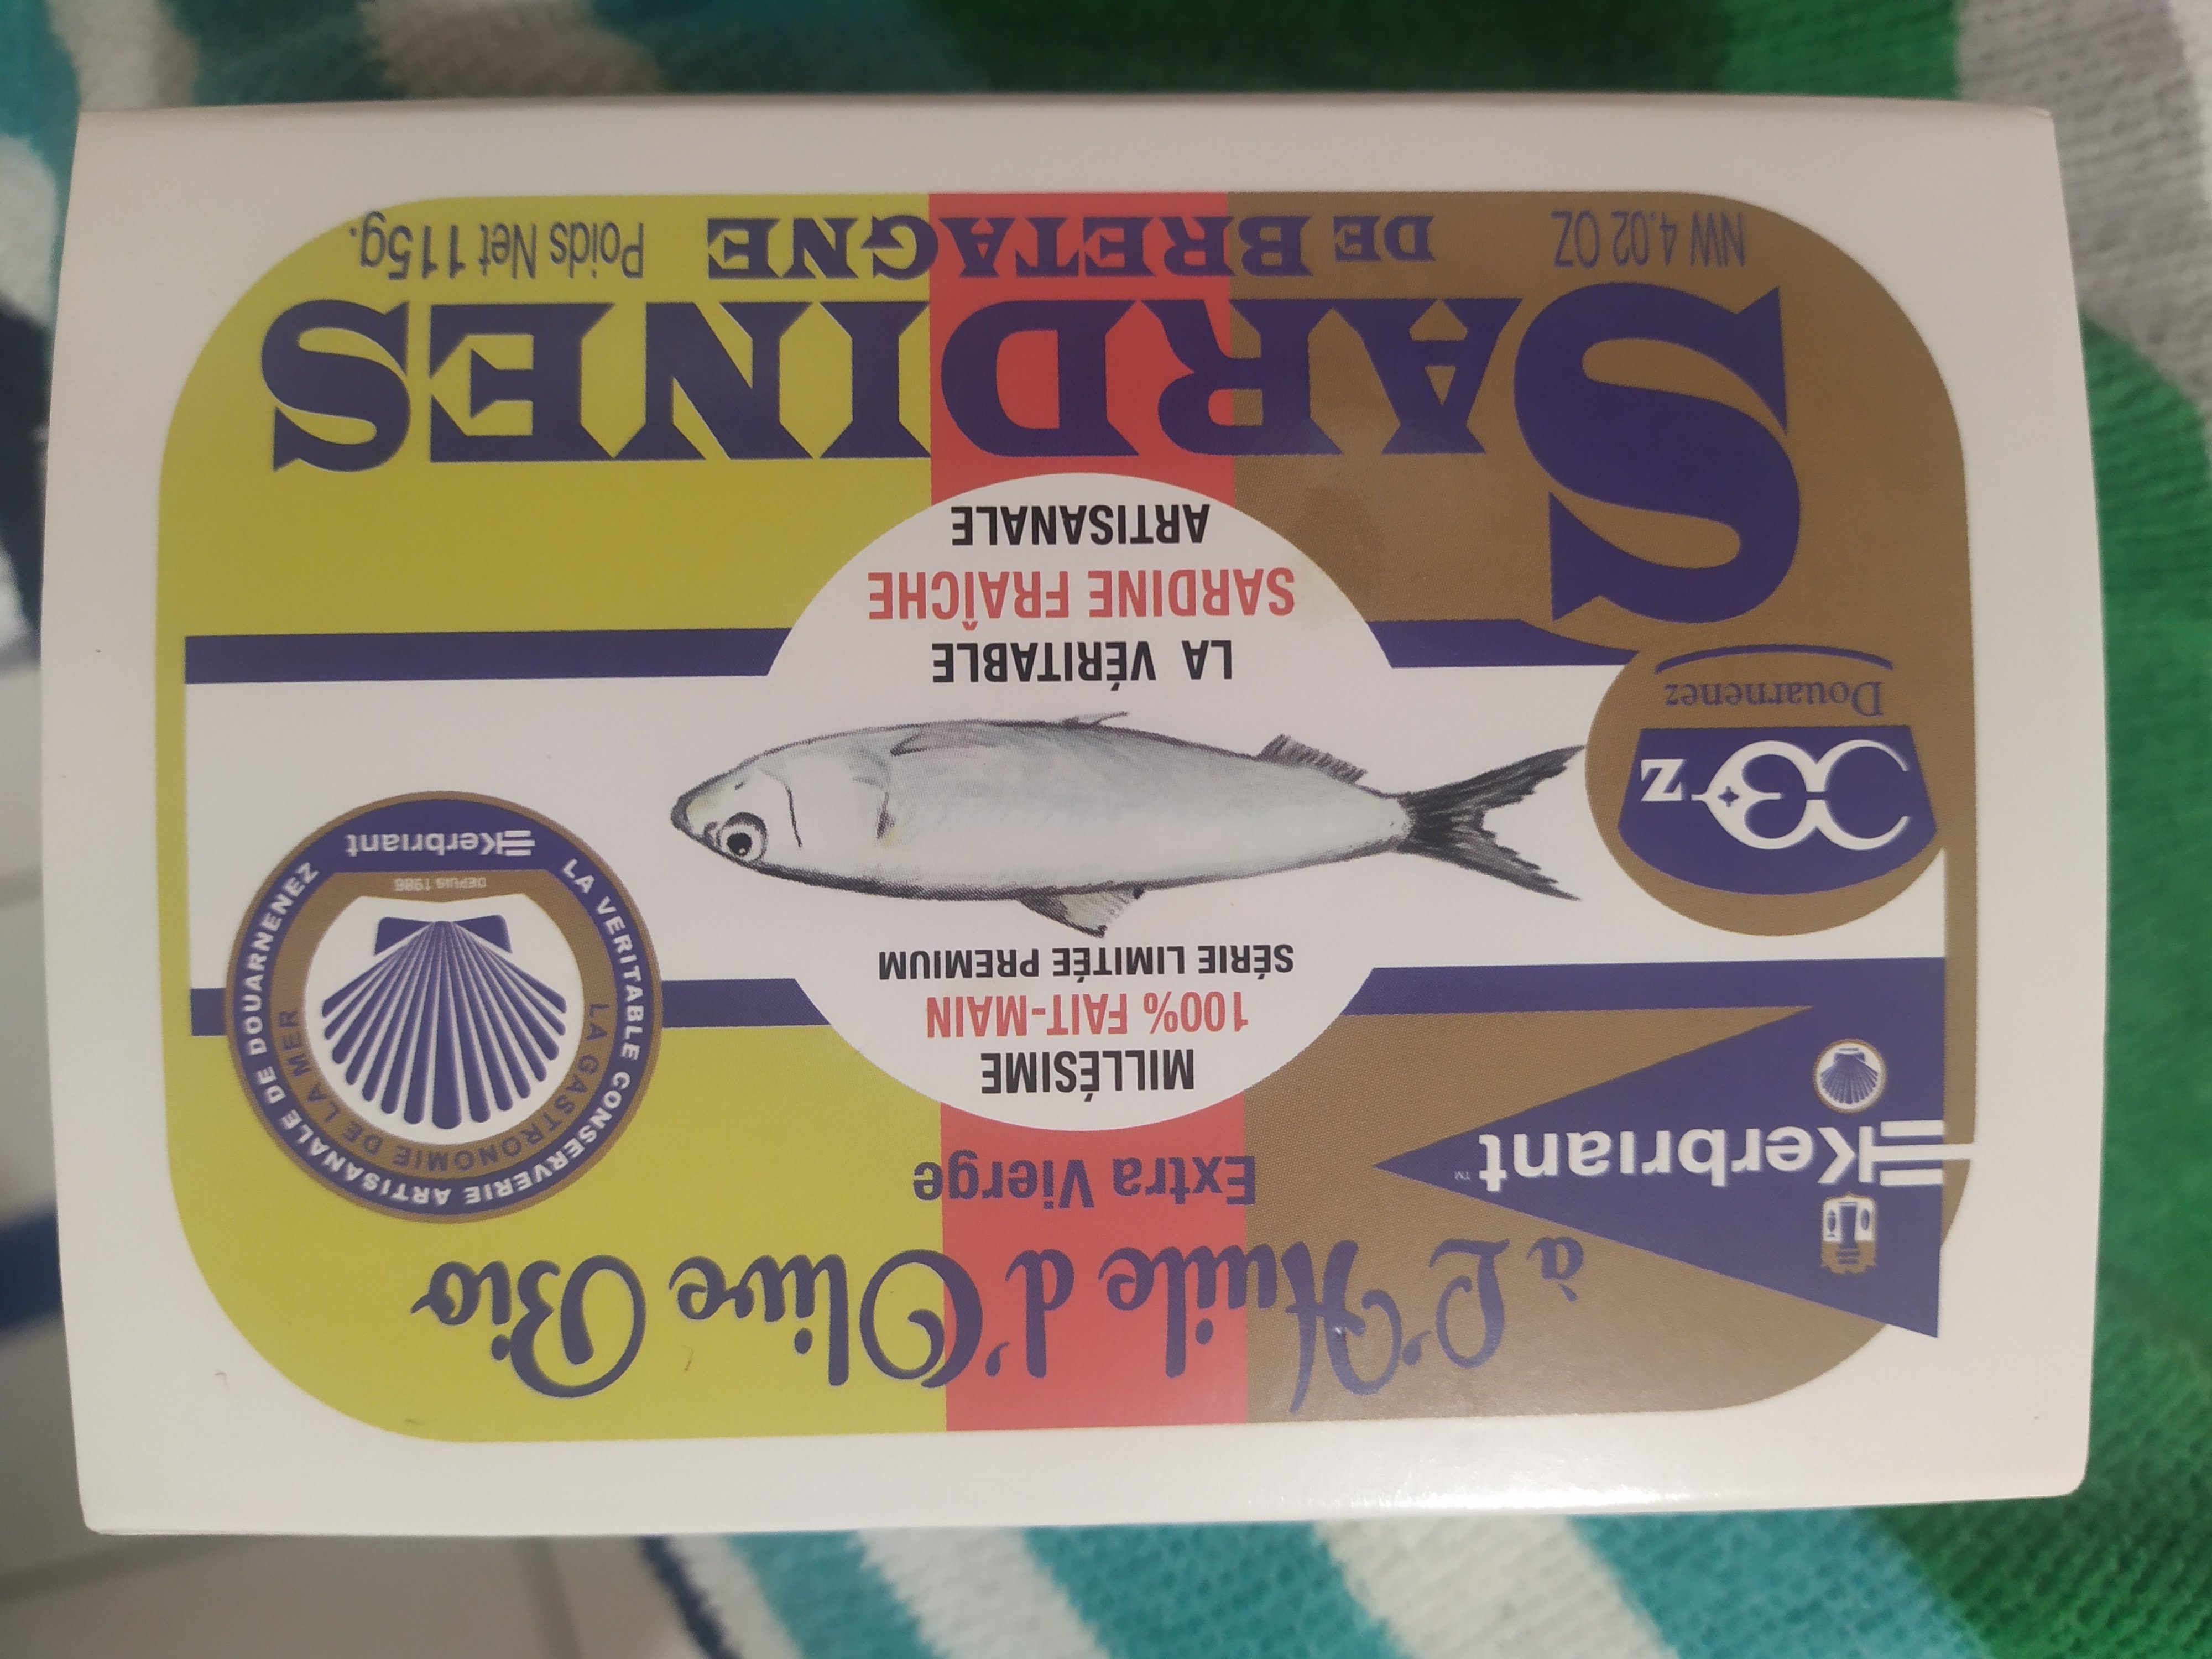 à L'Huile d'Olive Bio
Extra Vierge
Kerbriant™
MILLÉSIME
100% FAIT-MAIN
SÉRIE LIMITÉE PREMIUM
LA VERITABLE CONSERVERIE ARTISANALE DE DOUARNENEZ
LA GASTRONOMIE DE LA MER
DEPUIS 1986
Kerbriant
Z
Douarnenez
LA VÉRITABLE
SARDINE FRAÎCHE
ARTISANALE
SARDINES
NW 4.02 OZ
DE BRETAGNE
Poids Net 115g.